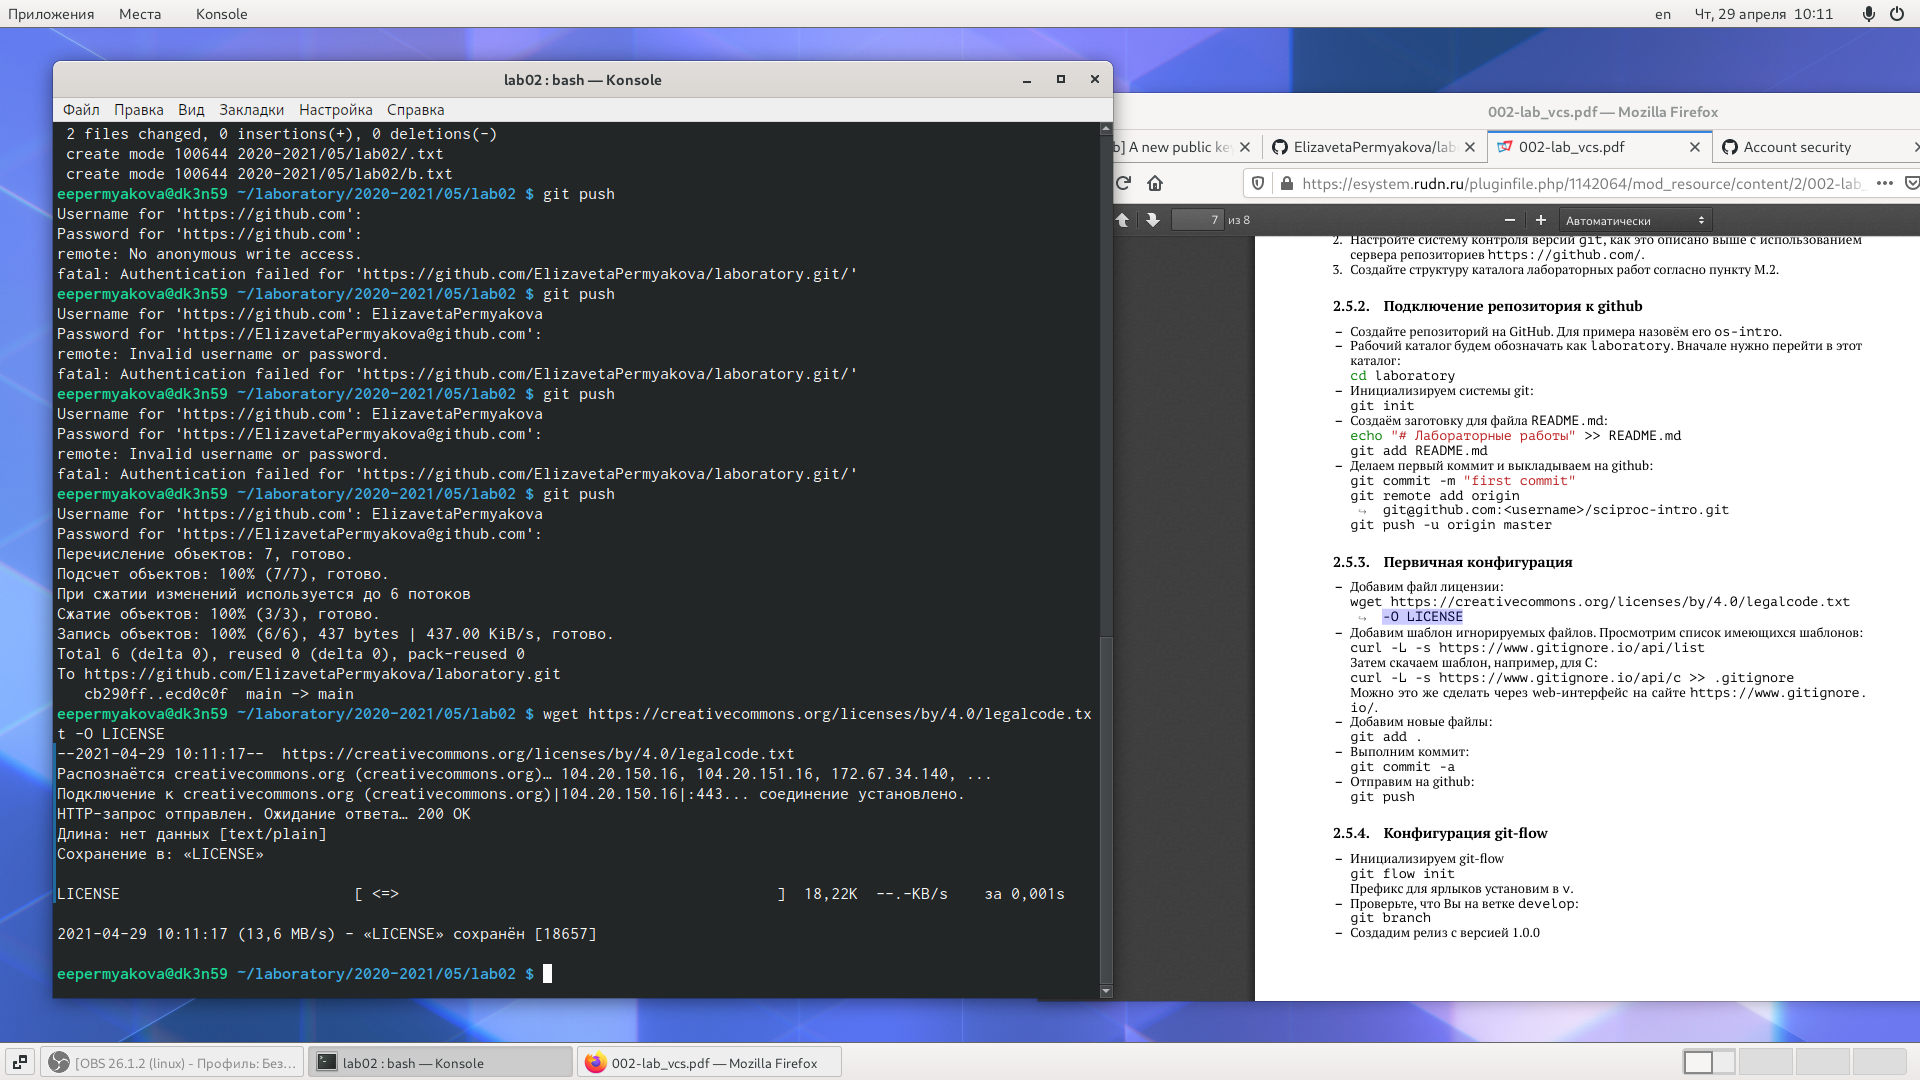 Приложения Места Konsole en Чт, 29 апреля 10:11
lab02 : bash — Konsole
Файл Правка Вид Закладки Настройка Справка
2 files changed, 0 insertions(+), 0 deletions(-)
create mode 100644 2020-2021/05/lab02/.txt
create mode 100644 2020-2021/05/lab02/b.txt
eepermyakova@dk3n59 ~/laboratory/2020-2021/05/lab02 $ git push
Username for 'https://github.com':
Password for 'https://github.com':
remote: No anonymous write access.
fatal: Authentication failed for 'https://github.com/ElizavetaPermyakova/laboratory.git/'
eepermyakova@dk3n59 ~/laboratory/2020-2021/05/lab02 $ git push
Username for 'https://github.com': ElizavetaPermyakova
Password for 'https://ElizavetaPermyakova@github.com':
remote: Invalid username or password.
fatal: Authentication failed for 'https://github.com/ElizavetaPermyakova/laboratory.git/'
eepermyakova@dk3n59 ~/laboratory/2020-2021/05/lab02 $ git push
Username for 'https://github.com': ElizavetaPermyakova
Password for 'https://ElizavetaPermyakova@github.com':
remote: Invalid username or password.
fatal: Authentication failed for 'https://github.com/ElizavetaPermyakova/laboratory.git/'
eepermyakova@dk3n59 ~/laboratory/2020-2021/05/lab02 $ git push
Username for 'https://github.com': ElizavetaPermyakova
Password for 'https://ElizavetaPermyakova@github.com':
Перечисление объектов: 7, готово.
Подсчет объектов: 100% (7/7), готово.
При сжатии изменений используется до 6 потоков
Сжатие объектов: 100% (3/3), готово.
Запись объектов: 100% (6/6), 437 bytes | 437.00 KiB/s, готово.
Total 6 (delta 0), reused 0 (delta 0), pack-reused 0
To https://github.com/ElizavetaPermyakova/laboratory.git
cb290ff..ecd0c0f main -> main
eepermyakova@dk3n59 ~/laboratory/2020-2021/05/lab02 $ wget https://creativecommons.org/licenses/by/4.0/legalcode.tx
t -O LICENSE
--2021-04-29 10:11:17-- https://creativecommons.org/licenses/by/4.0/legalcode.txt
Распознаётся creativecommons.org (creativecommons.org)… 104.20.150.16, 104.20.151.16, 172.67.34.140, ...
Подключение к creativecommons.org (creativecommons.org)|104.20.150.16|:443... соединение установлено.
HTTP-запрос отправлен. Ожидание ответа… 200 OK
Длина: нет данных [text/plain]
Сохранение в: «LICENSE»
LICENSE [ <=> ] 18,22K --.-KB/s за 0,001s
2021-04-29 10:11:17 (13,6 MB/s) - «LICENSE» сохранён [18657]
eepermyakova@dk3n59 ~/laboratory/2020-2021/05/lab02 $
002-lab_vcs.pdf — Mozilla Firefox
b] A new public ke ElizavetaPermyakova/lab 002-lab_vcs.pdf Account security
https://esystem.rudn.ru/pluginfile.php/1142064/mod_resource/content/2/002-lab_
7 из 8 Автоматически
2. Настройте систему контроля версий git, как это описано выше с использованием
сервера репозиториев https://github.com/.
3. Создайте структуру каталога лабораторных работ согласно пункту М.2.
2.5.2. Подключение репозитория к github
– Создайте репозиторий на GitHub. Для примера назовём его os-intro.
– Рабочий каталог будем обозначать как laboratory. Вначале нужно перейти в этот
каталог:
cd laboratory
– Инициализируем системы git:
git init
– Создаём заготовку для файла README.md:
echo "# Лабораторные работы" >> README.md
git add README.md
– Делаем первый коммит и выкладываем на github:
git commit -m "first commit"
git remote add origin
↪ git@github.com:<username>/sciproc-intro.git
git push -u origin master
2.5.3. Первичная конфигурация
– Добавим файл лицензии:
wget https://creativecommons.org/licenses/by/4.0/legalcode.txt
↪ -O LICENSE
– Добавим шаблон игнорируемых файлов. Просмотрим список имеющихся шаблонов:
curl -L -s https://www.gitignore.io/api/list
Затем скачаем шаблон, например, для C:
curl -L -s https://www.gitignore.io/api/c >> .gitignore
Можно это же сделать через web-интерфейс на сайте https://www.gitignore.
io/.
– Добавим новые файлы:
git add .
– Выполним коммит:
git commit -a
– Отправим на github:
git push
2.5.4. Конфигурация git-flow
– Инициализируем git-flow
git flow init
Префикс для ярлыков установим в v.
– Проверьте, что Вы на ветке develop:
git branch
– Создадим релиз с версией 1.0.0
[OBS 26.1.2 (linux) - Профиль: Без… lab02 : bash — Konsole 002-lab_vcs.pdf — Mozilla Firefox